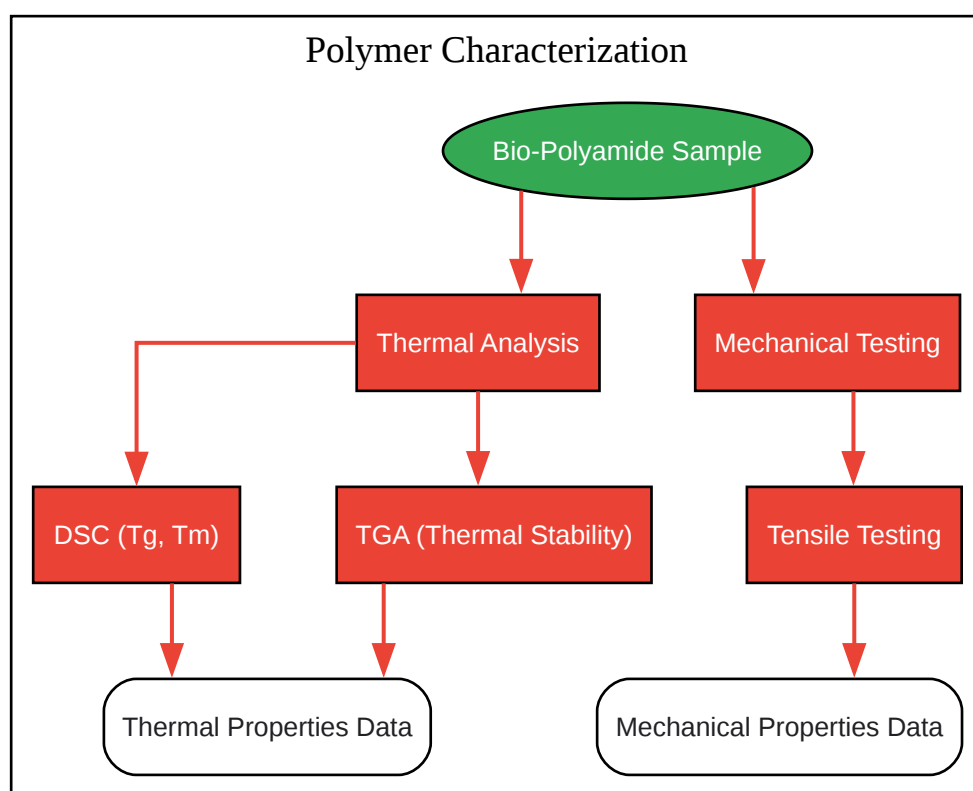 Polymer Characterization
Bio-Polyamide Sample
Thermal Analysis
Mechanical Testing
DSC (Tg, Tm)
TGA (Thermal Stability)
Tensile Testing
Thermal Properties Data
Mechanical Properties Data